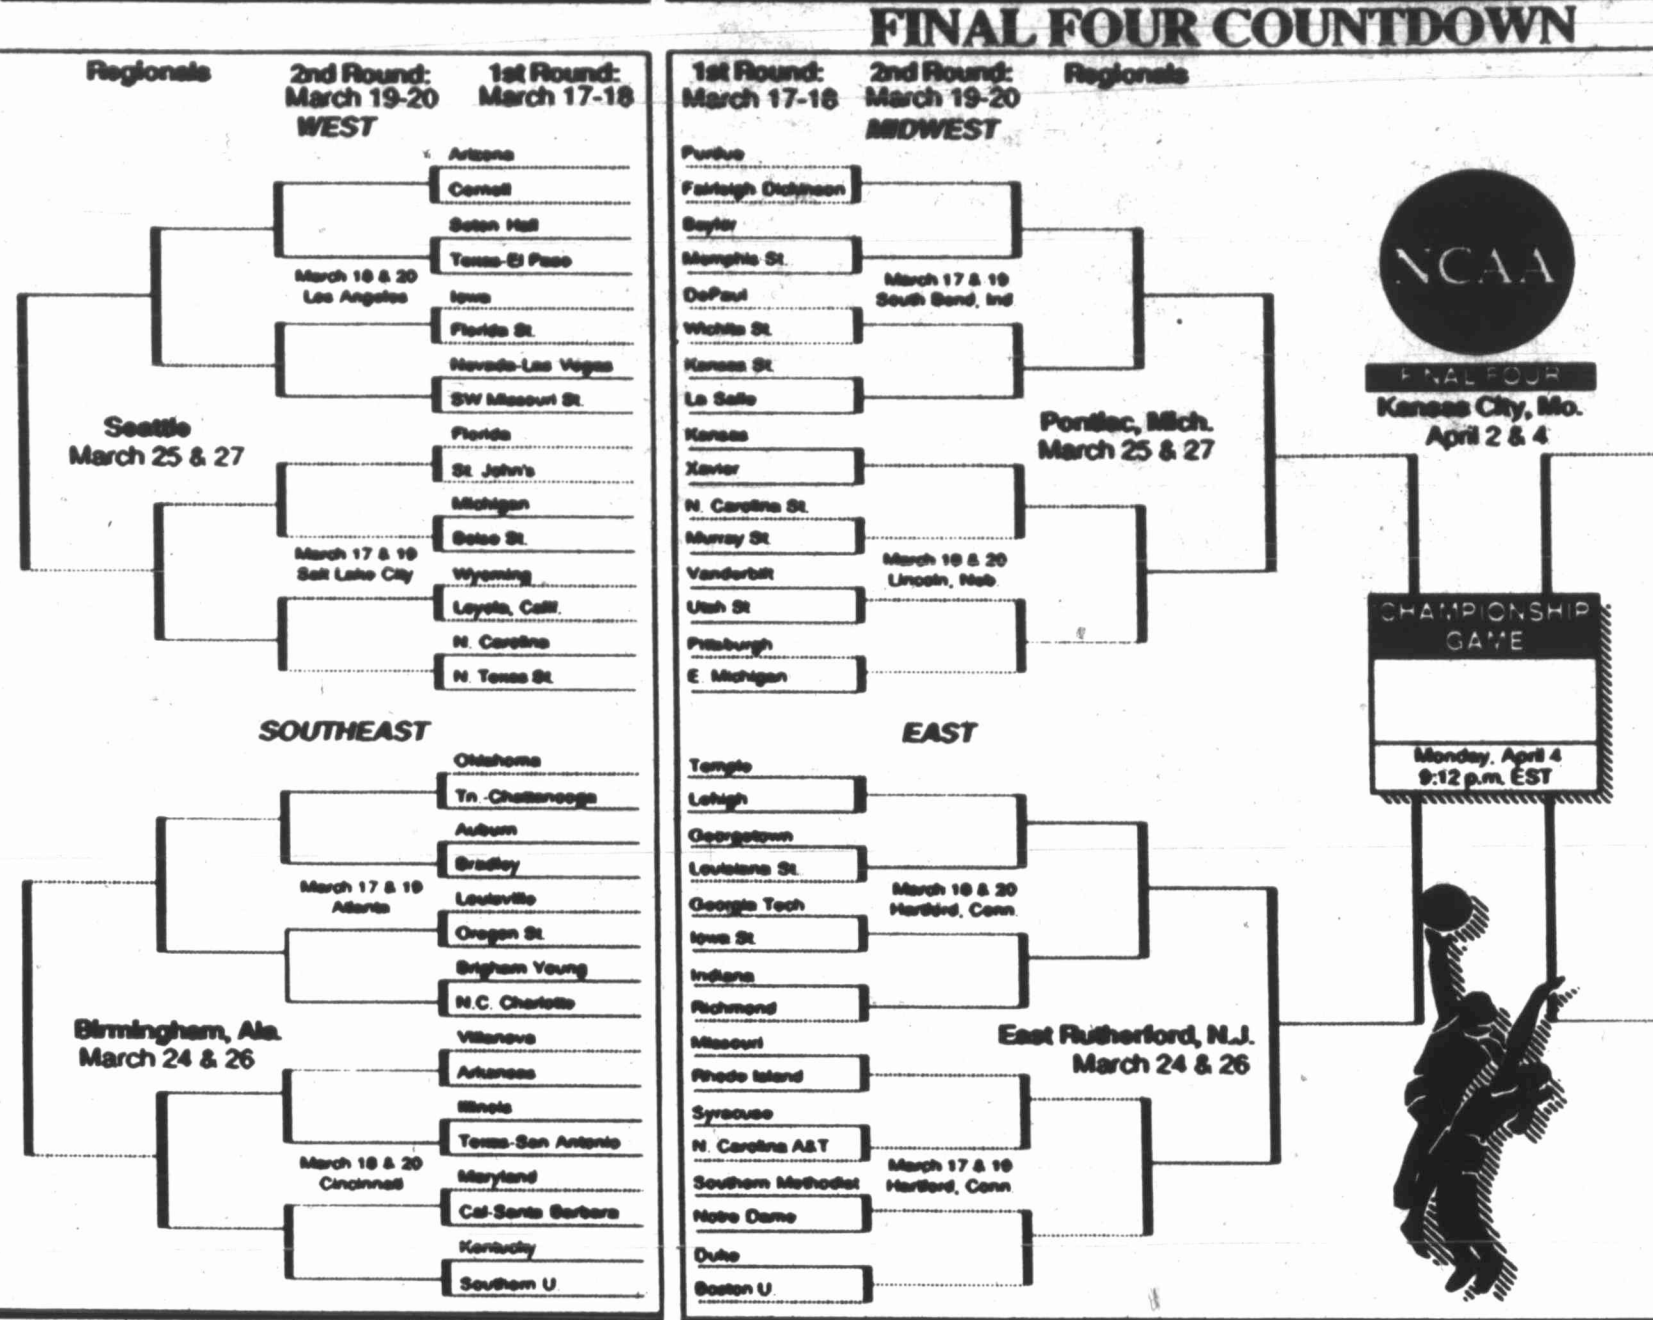 FINAL FOUR COUNTDOWN
Regionals
2nd Round:
March 19-20
1st Round:
March 17-18
WEST
Arizona
Cornell
Seton Hall
Texas-El Paso
March 18 & 20
Los Angeles
Iowa
Florida St.
Nevada-Las Vegas
SW Missouri St.
Seattle
March 25 & 27
Florida
St. John's
Michigan
Boise St.
March 17 & 19
Salt Lake City
Wyoming
Loyola, Calif.
N. Carolina
N. Texas St.
SOUTHEAST
Oklahoma
Tn.-Chattanooga
Auburn
Bradley
March 17 & 19
Atlanta
Louisville
Oregon St.
Brigham Young
N.C. Charlotte
Birmingham, Ala.
March 24 & 26
Villanova
Arkansas
Illinois
Texas-San Antonio
March 18 & 20
Cincinnati
Maryland
Cal-Santa Barbara
Kentucky
Southern U.
1st Round:
March 17-18
2nd Round:
March 19-20
Regionals
MIDWEST
Purdue
Fairleigh Dickinson
Baylor
Memphis St.
March 17 & 19
South Bend, Ind
DePaul
Wichita St.
Kansas St.
La Salle
Pontiac, Mich.
March 25 & 27
Kansas
Xavier
N. Carolina St.
Murray St.
March 18 & 20
Lincoln, Neb.
Vanderbilt
Utah St
Pittsburgh
E. Michigan
EAST
Temple
Lehigh
Georgetown
Louisiana St.
March 18 & 20
Hartford, Conn.
Georgia Tech
Iowa St.
Indiana
Richmond
East Rutherford, N.J.
March 24 & 26
Missouri
Rhode Island
Syracuse
N. Carolina A&T
March 17 & 19
Hartford, Conn.
Southern Methodist
Notre Dame
Duke
Boston U.
NCAA
FINAL FOUR
Kansas City, Mo.
April 2 & 4
CHAMPIONSHIP
GAME
Monday, April 4
9:12 p.m. EST